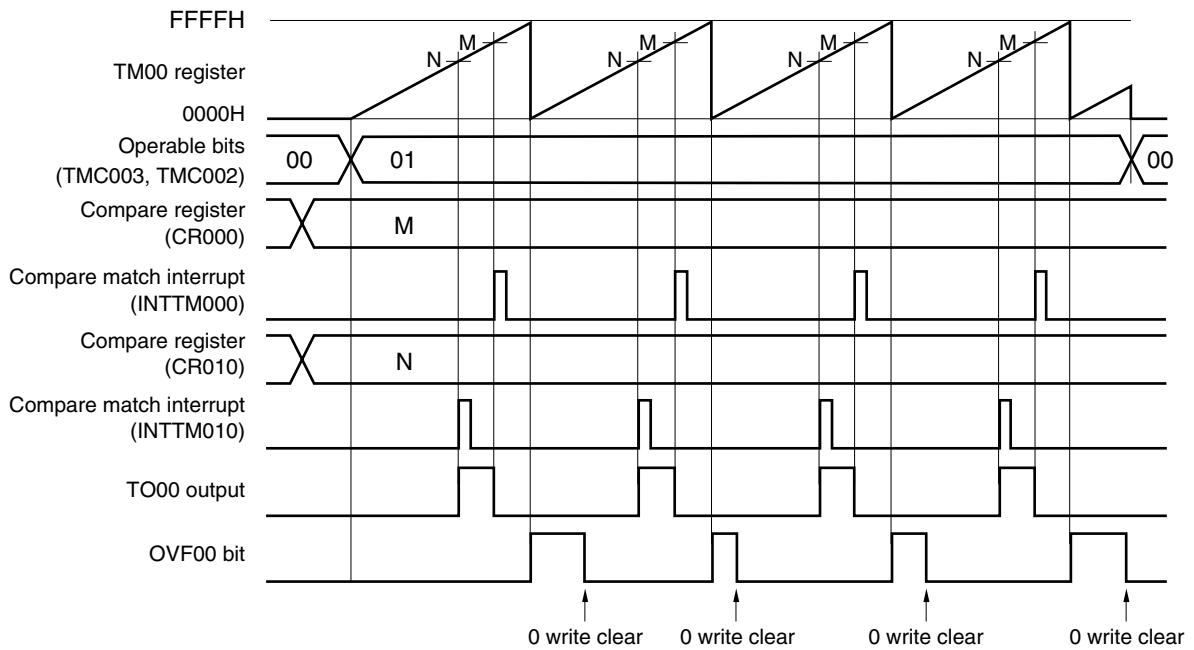 FFFFH
M M M M
N N N N
TM00 register
0000H
Operable bits
(TMC003, TMC002)
00 01 00
Compare register
(CR000)
M
Compare match interrupt
(INTTM000)
Compare register
(CR010)
N
Compare match interrupt
(INTTM010)
TO00 output
OVF00 bit
0 write clear 0 write clear 0 write clear 0 write clear